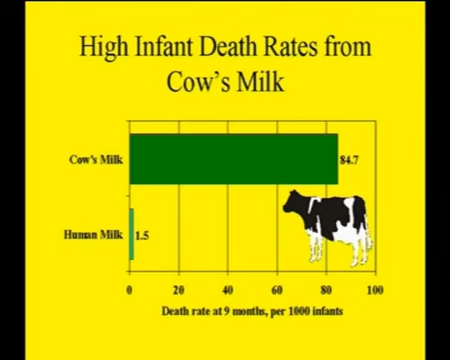 High Infant Death Rates from
Cow's Milk
Cow's Milk 84.7
Human Milk 1.5
0 20 40 60 80 100
Death rate at 9 months, per 1000 infants